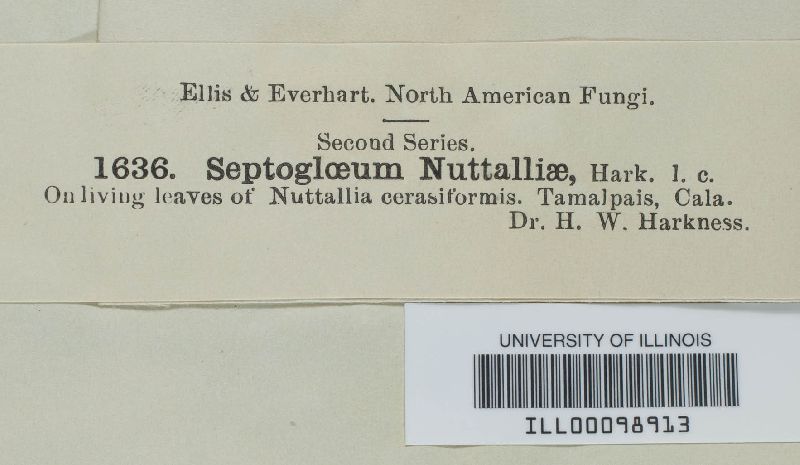 Ellis & Everhart. North American Fungi.
Second Series.
1636. Septoglœum Nuttalliæ, Hark. l. c.
On living leaves of Nuttallia cerasiformis. Tamalpais, Cala.
Dr. H. W. Harkness.
UNIVERSITY OF ILLINOIS
ILL00098913